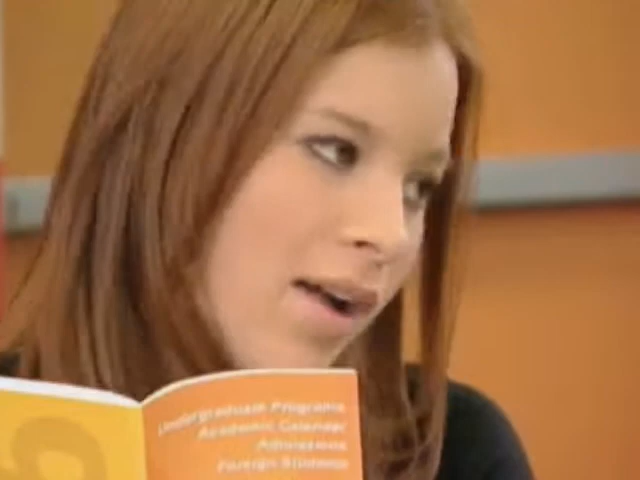 Undergraduate Programs
Academic Calendar
Admissions
Foreign Students